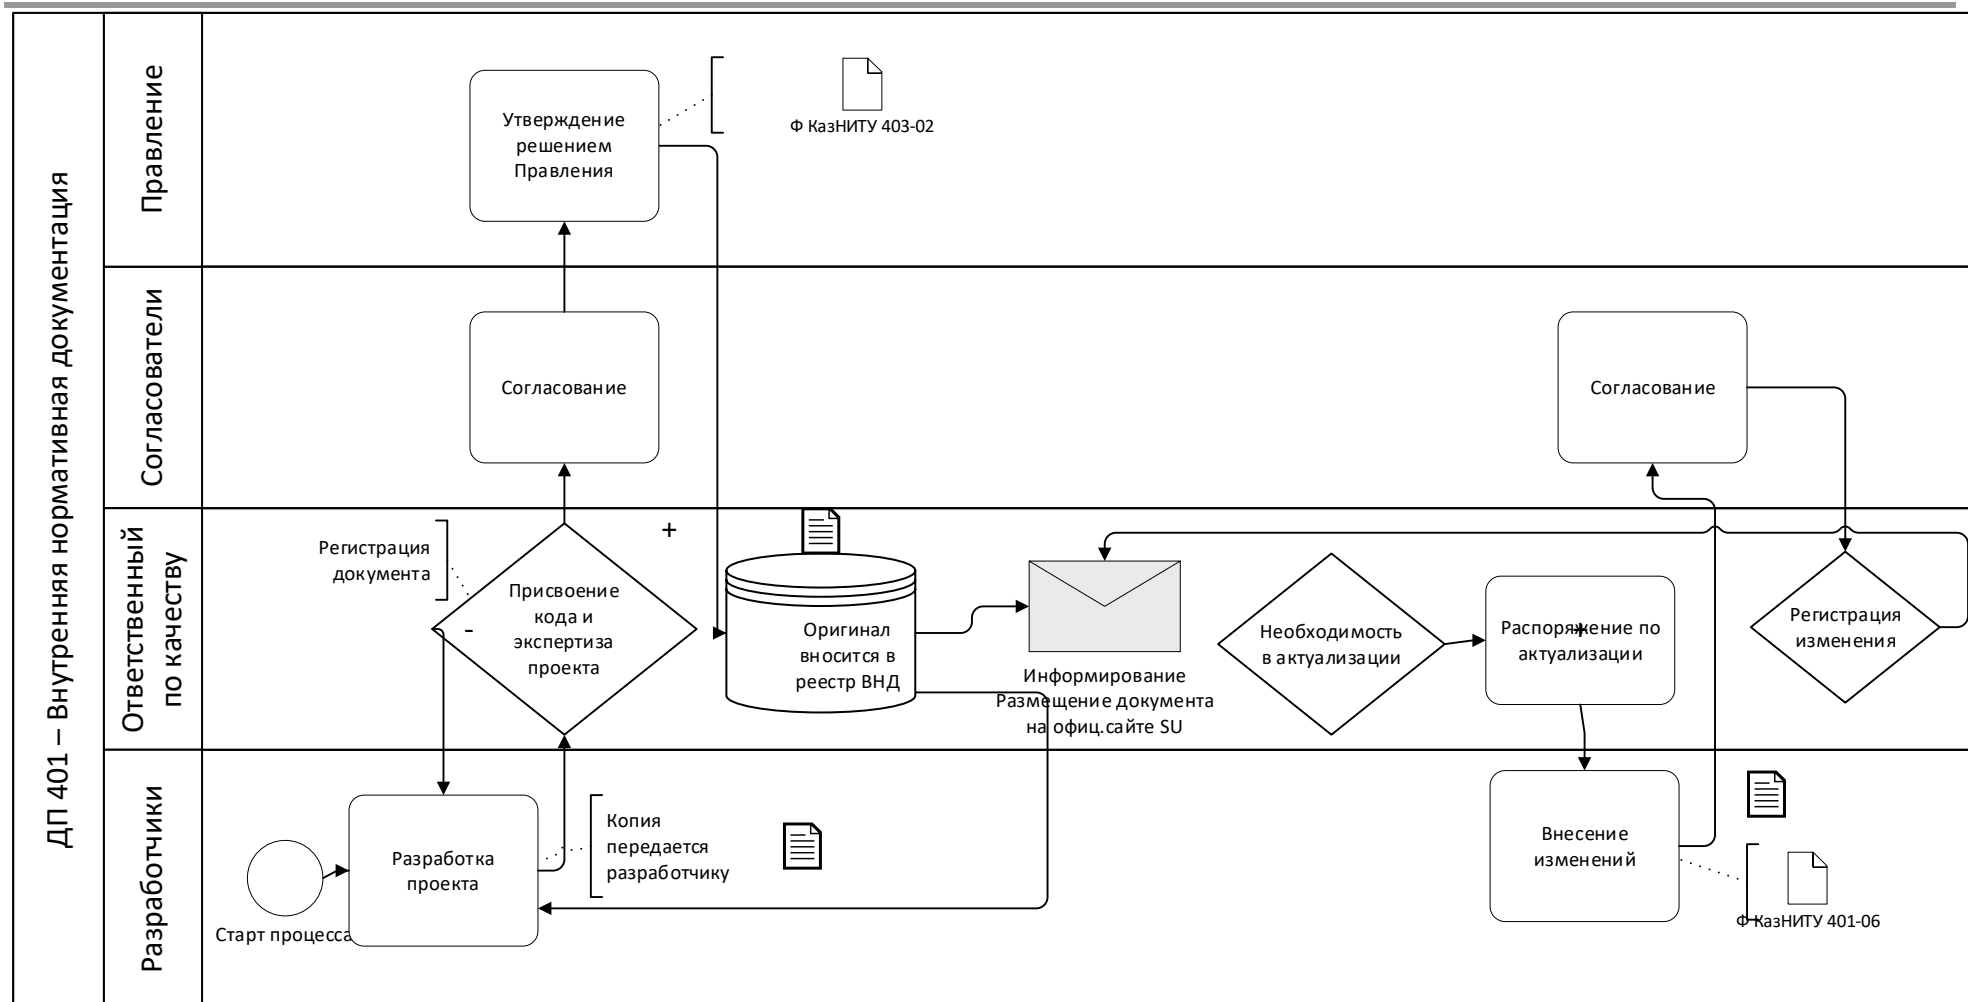 ДП 401 – Внутренняя нормативная документация
Правление
Утверждение
решением
Правления
Ф КазНИТУ 403-02
Согласователи
Согласование
Согласование
Ответственный
по качеству
Регистрация
документа
+
-
Присвоение
кода и
экспертиза
проекта
Оригинал
вносится в
реестр ВНД
Информирование
Размещение документа
на офиц.сайте SU
Необходимость
в актуализации
Распоряжение по
актуализации
+
Регистрация
изменения
Разработчики
Старт процесса
Разработка
проекта
Копия
передается
разработчику
Внесение
изменений
Ф КазНИТУ 401-06